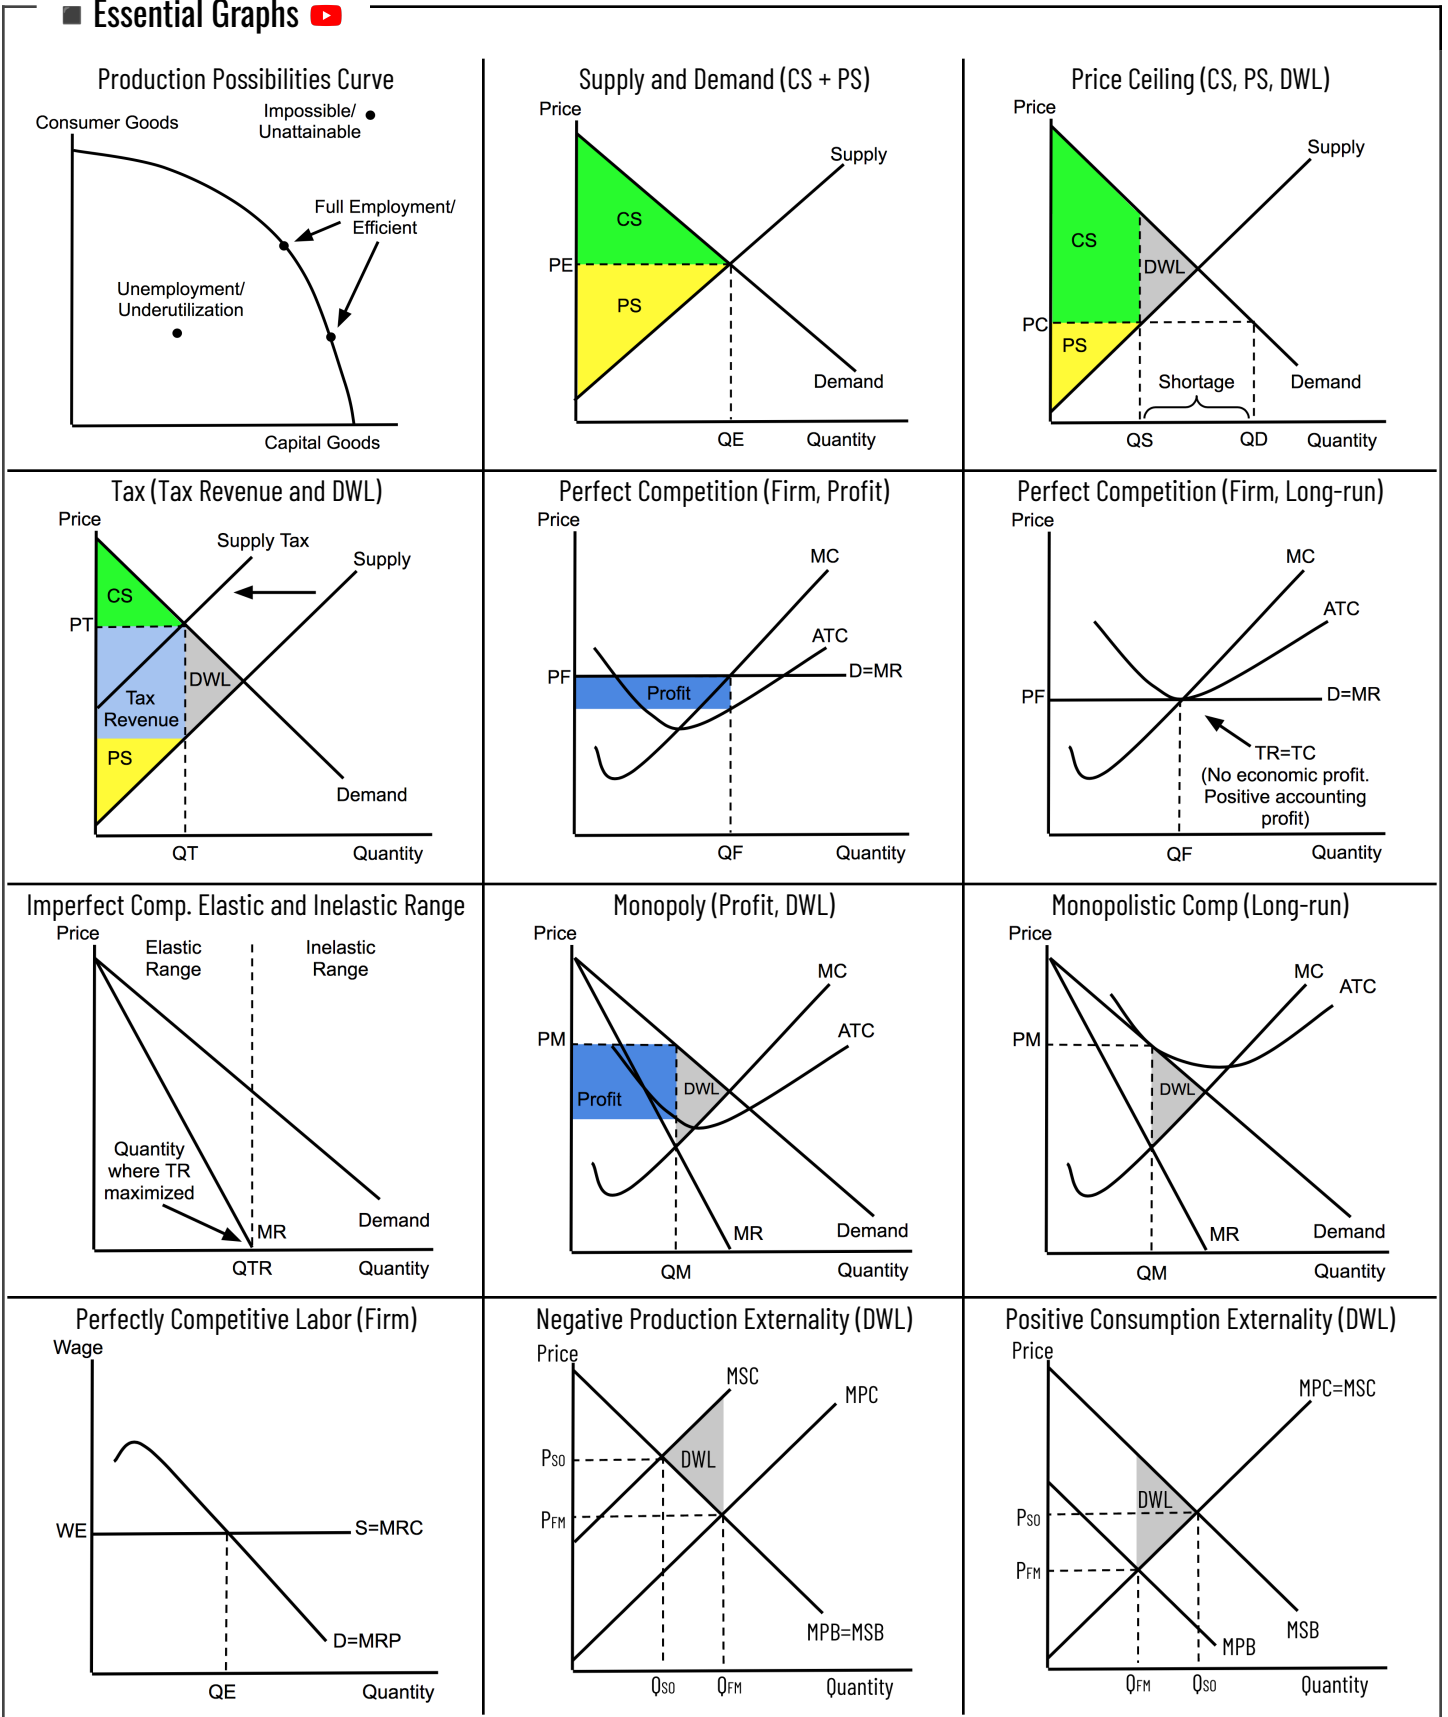 Essential Graphs
Production Possibilities Curve
Consumer Goods
Impossible/
Unattainable
Full Employment/
Efficient
Unemployment/
Underutilization
Capital Goods
Supply and Demand (CS + PS)
Price
Supply
CS
PE
PS
Demand
QE
Quantity
Price Ceiling (CS, PS, DWL)
Price
Supply
CS
DWL
PC
PS
Shortage
Demand
QS
QD
Quantity
Tax (Tax Revenue and DWL)
Price
Supply Tax
Supply
CS
PT
DWL
Tax
Revenue
PS
Demand
QT
Quantity
Perfect Competition (Firm, Profit)
Price
MC
ATC
PF
D=MR
Profit
QF
Quantity
Perfect Competition (Firm, Long-run)
Price
MC
ATC
PF
D=MR
TR=TC
(No economic profit.
Positive accounting
profit)
QF
Quantity
Imperfect Comp. Elastic and Inelastic Range
Price
Elastic
Range
Inelastic
Range
Quantity
where TR
maximized
MR
Demand
QTR
Quantity
Monopoly (Profit, DWL)
Price
MC
ATC
PM
DWL
Profit
MR
Demand
QM
Quantity
Monopolistic Comp (Long-run)
Price
MC
ATC
PM
DWL
MR
Demand
QM
Quantity
Perfectly Competitive Labor (Firm)
Wage
WE
S=MRC
D=MRP
QE
Quantity
Negative Production Externality (DWL)
Price
MSC
MPC
PSO
DWL
PFM
MPB=MSB
QSO
QFM
Quantity
Positive Consumption Externality (DWL)
Price
MPC=MSC
DWL
PSO
PFM
MSB
MPB
QFM
QSO
Quantity